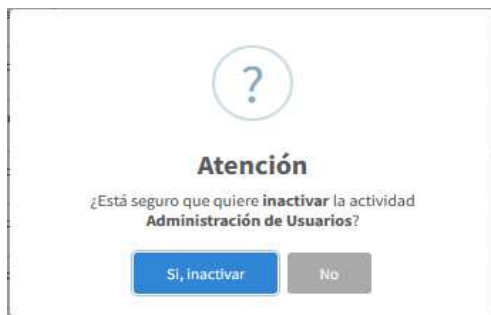 ?
Atención
¿Está seguro que quiere inactivar la actividad
Administración de Usuarios?
Si, inactivar
No